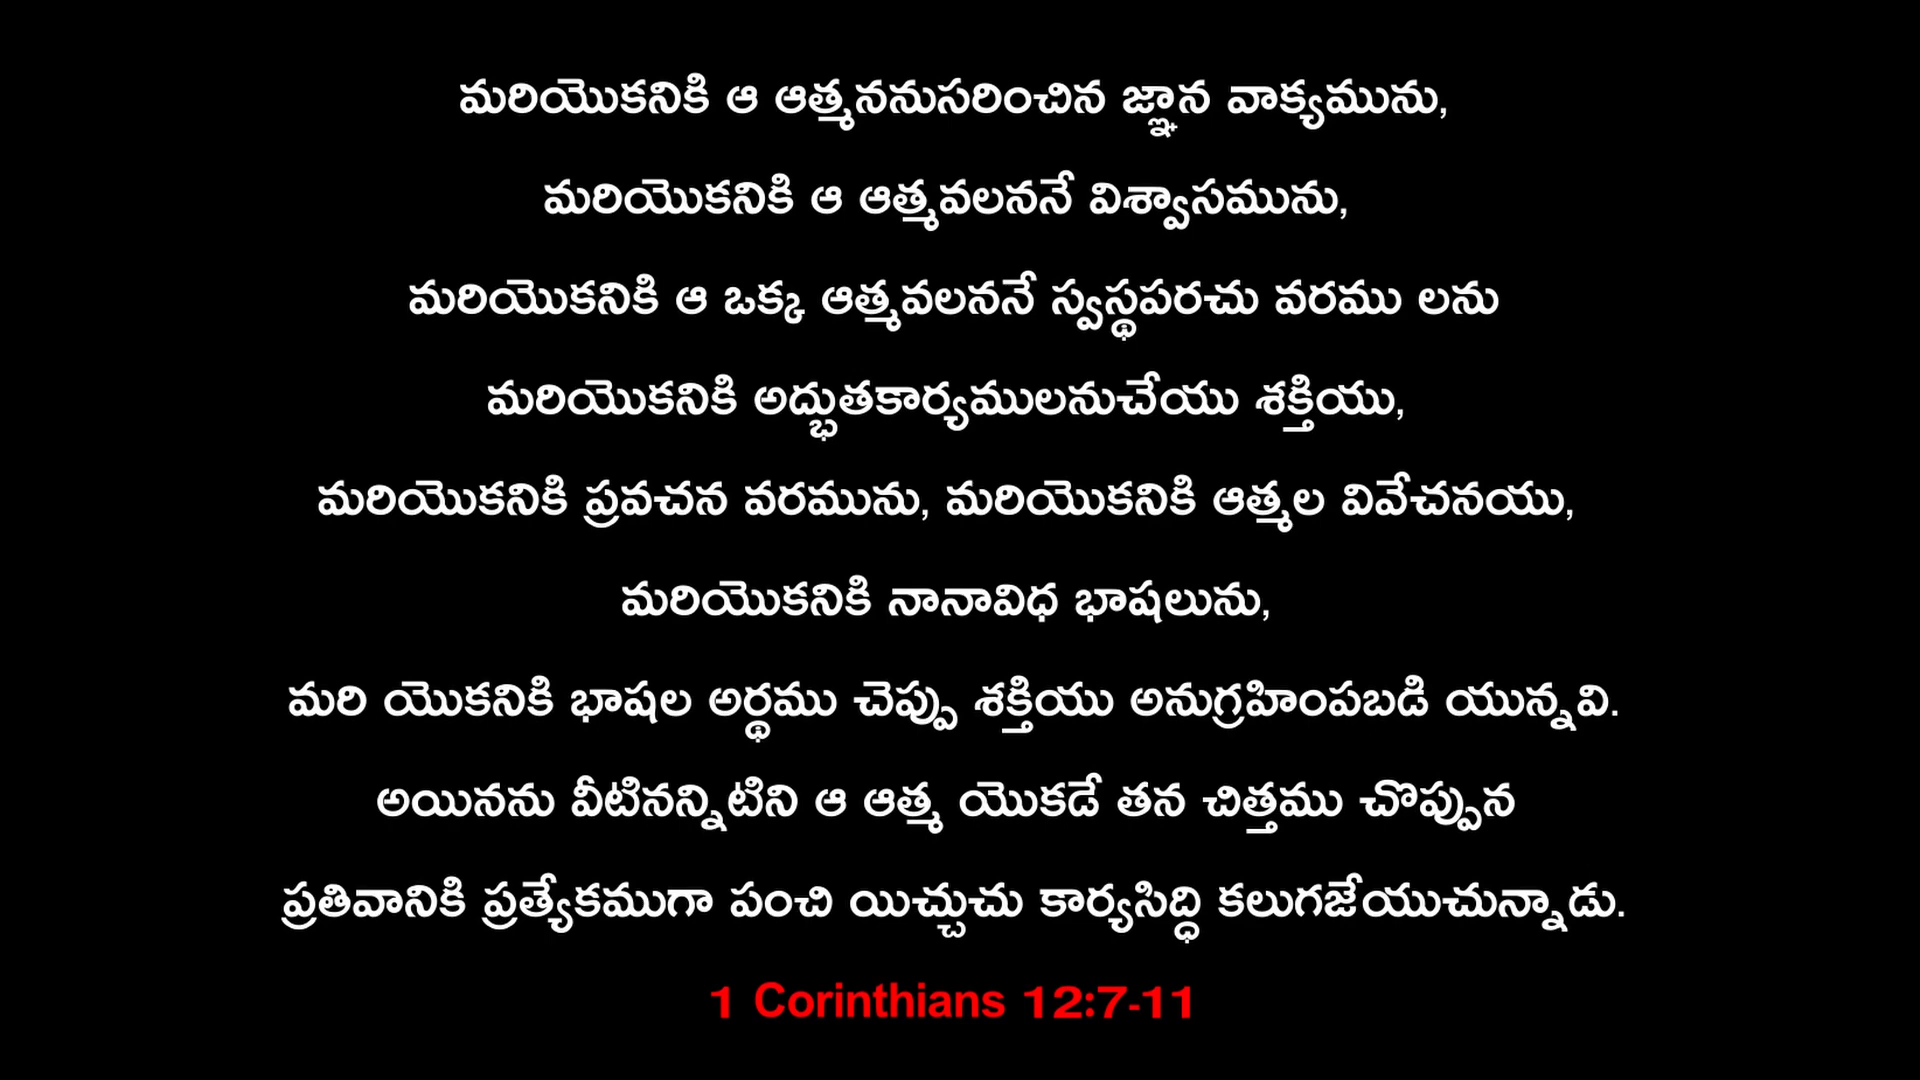 మరియొకనికి ఆ ఆత్మననుసరించిన జ్ఞాన వాక్యమును,
మరియొకనికి ఆ ఆత్మవలననే విశ్వాసమును,
మరియొకనికి ఆ ఒక్క ఆత్మవలననే స్వస్థపరచు వరము లను
మరియొకనికి అద్భుతకార్యములనుచేయు శక్తియు,
మరియొకనికి ప్రవచన వరమును, మరియొకనికి ఆత్మల వివేచనయు,
మరియొకనికి నానావిధ భాషలును,
మరి యొకనికి భాషల అర్థము చెప్పు శక్తియు అనుగ్రహింపబడి యున్నవి.
అయినను వీటినన్నిటిని ఆ ఆత్మ యొకడే తన చిత్తము చొప్పున
ప్రతివానికి ప్రత్యేకముగా పంచి యిచ్చుచు కార్యసిద్ధి కలుగజేయుచున్నాడు.
1 Corinthians 12:7-11